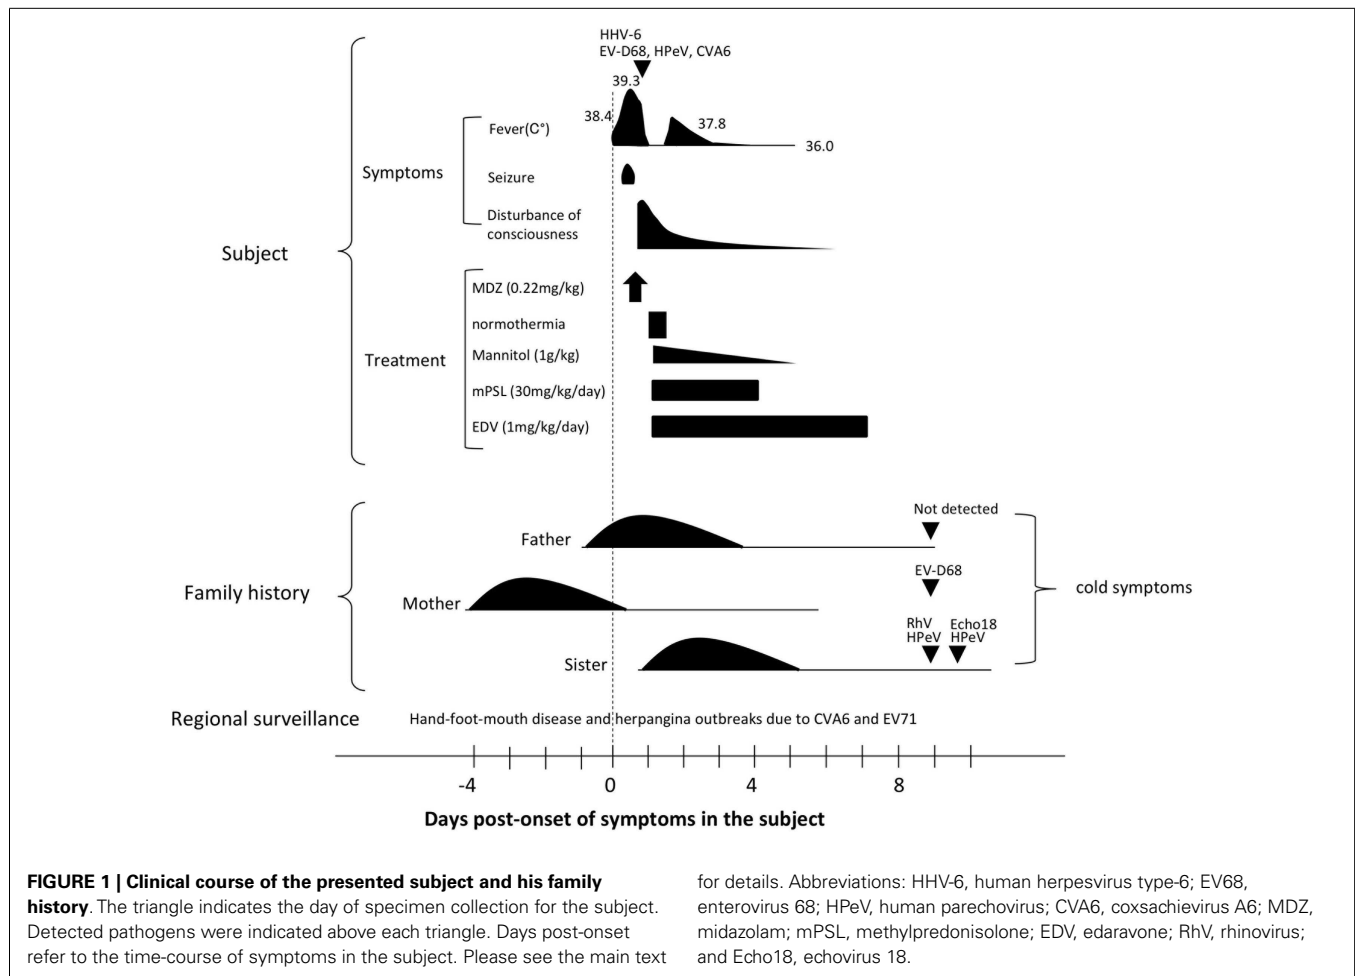 HHV-6
EV-D68, HPeV, CVA6
39.3
38.4
Fever(C°)
37.8
36.0
Symptoms
Seizure
Disturbance of
consciousness
Subject
MDZ (0.22mg/kg)
normothermia
Mannitol (1g/kg)
Treatment
mPSL (30mg/kg/day)
EDV (1mg/kg/day)
Not detected
Father
EV-D68
cold symptoms
Family history
Mother
RhV
HPeV
Echo18
HPeV
Sister
Regional surveillance
Hand-foot-mouth disease and herpangina outbreaks due to CVA6 and EV71
-4 0 4 8
Days post-onset of symptoms in the subject
FIGURE 1 | Clinical course of the presented subject and his family
history. The triangle indicates the day of specimen collection for the subject.
Detected pathogens were indicated above each triangle. Days post-onset
refer to the time-course of symptoms in the subject. Please see the main text
for details. Abbreviations: HHV-6, human herpesvirus type-6; EV68,
enterovirus 68; HPeV, human parechovirus; CVA6, coxsachievirus A6; MDZ,
midazolam; mPSL, methylpredonisolone; EDV, edaravone; RhV, rhinovirus;
and Echo18, echovirus 18.